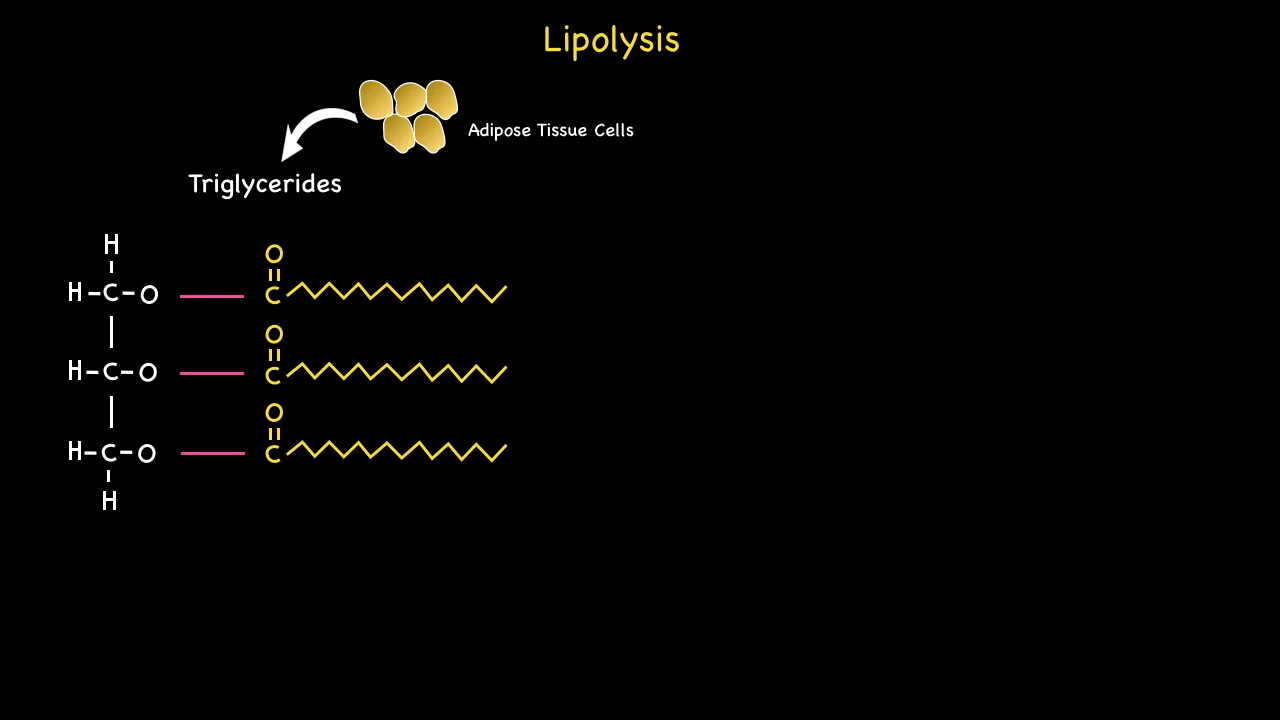 Lipolysis
Adipose Tissue Cells
Triglycerides
H
O
H-C-O C
O
H-C-O C
O
H-C-O C
H